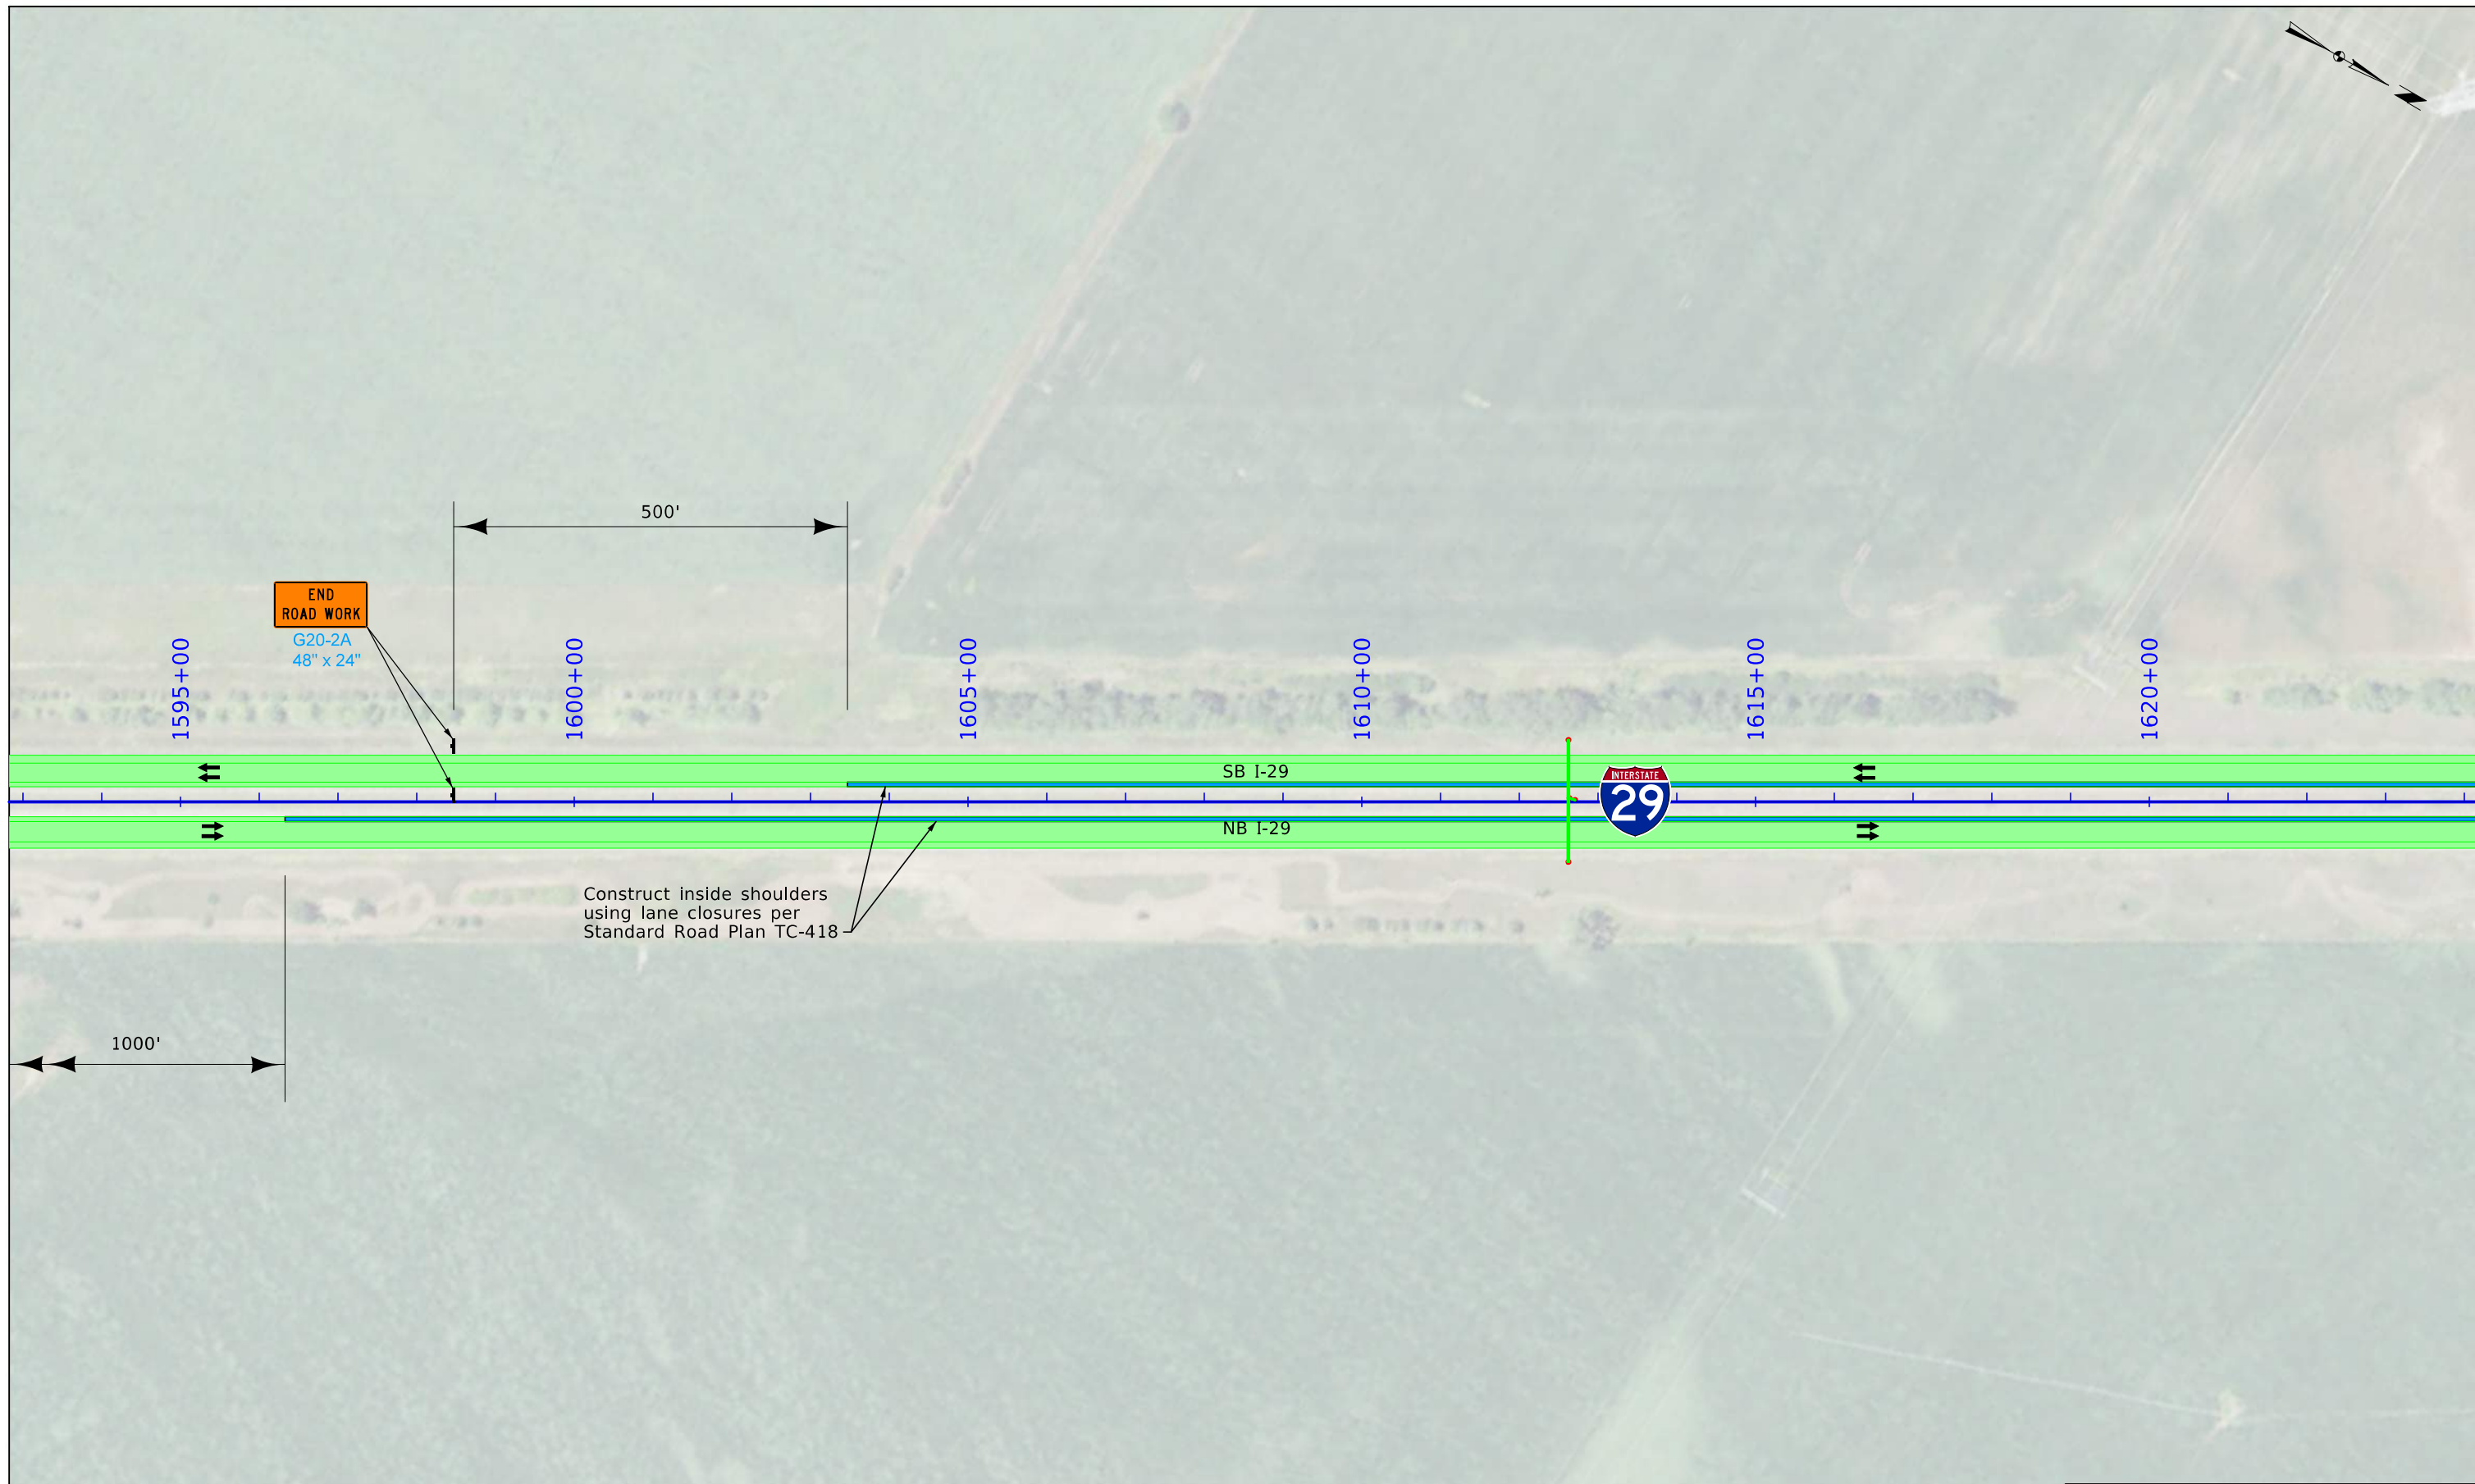 500'
END
ROAD WORK
G20-2A
48" x 24"
1595+00
1600+00
1605+00
1610+00
1615+00
1620+00
SB I-29
INTERSTATE
29
NB I-29
Construct inside shoulders
using lane closures per
Standard Road Plan TC-418
1000'
N